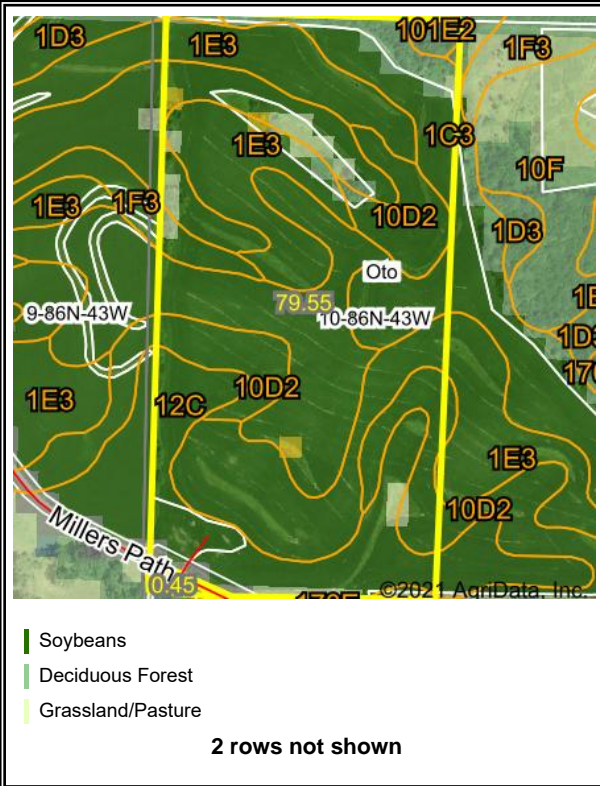 1D3
1E3
101E2
1F3
1E3
1C3
10F
1E3
1F3
10D2
1D3
Oto
79.55
9-86N-43W
10-86N-43W
1D3
1E3
12C
10D2
1E3
10D2
Millers Path
0.45
©2021 AgriData, Inc.
Soybeans
Deciduous Forest
Grassland/Pasture
2 rows not shown